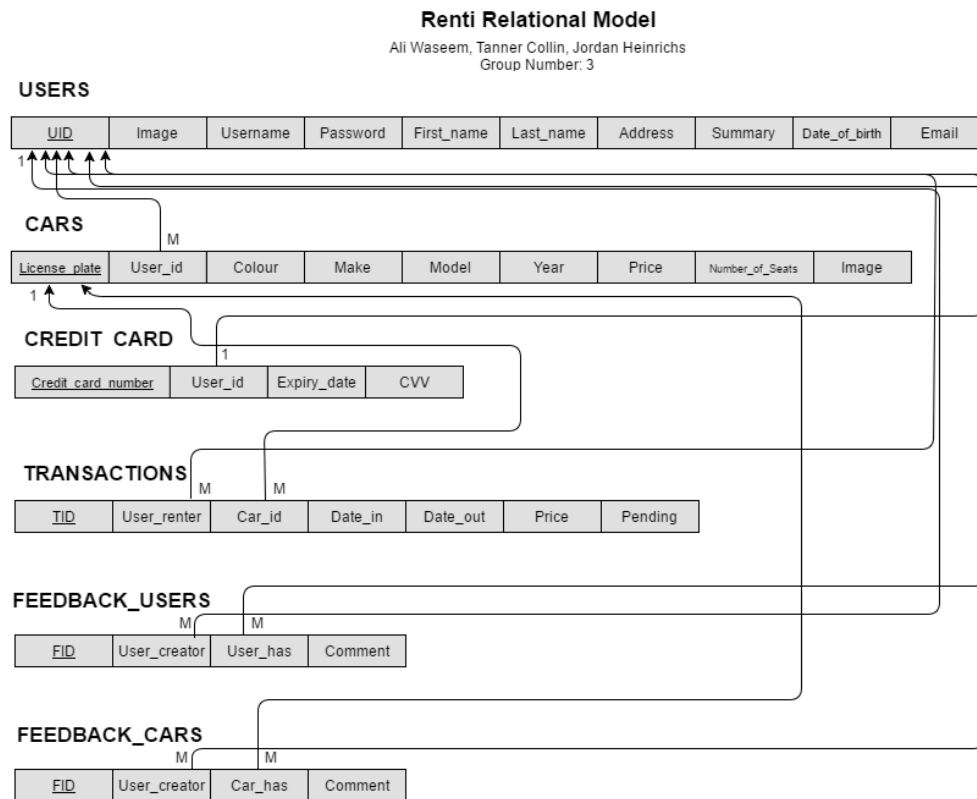 Renti Relational Model
Ali Waseem, Tanner Collin, Jordan Heinrichs
Group Number: 3
USERS
UID Image Username Password First_name Last_name Address Summary Date_of_birth Email
1
CARS
M
License_plate User_id Colour Make Model Year Price Number_of_Seats Image
1
CREDIT CARD
1
Credit_card_number User_id Expiry_date CVV
TRANSACTIONS
M M
TID User_renter Car_id Date_in Date_out Price Pending
FEEDBACK_USERS
M M
FID User_creator User_has Comment
FEEDBACK_CARS
M M
FID User_creator Car_has Comment